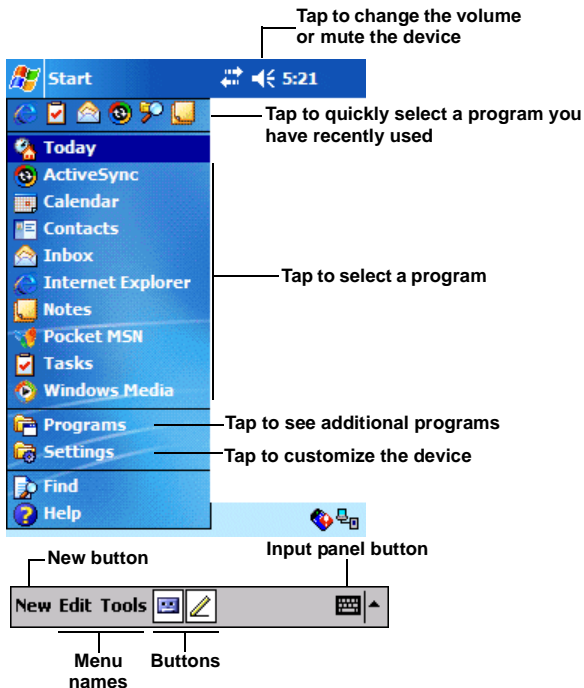 Tap to change the volume
or mute the device
Start 5:21
Tap to quickly select a program you
have recently used
Today
ActiveSync
Calendar
Contacts
Inbox
Internet Explorer
Tap to select a program
Notes
Pocket MSN
Tasks
Windows Media
Programs
Tap to see additional programs
Settings
Tap to customize the device
Find
Help
New button
Input panel button
New Edit Tools
Menu
names
Buttons